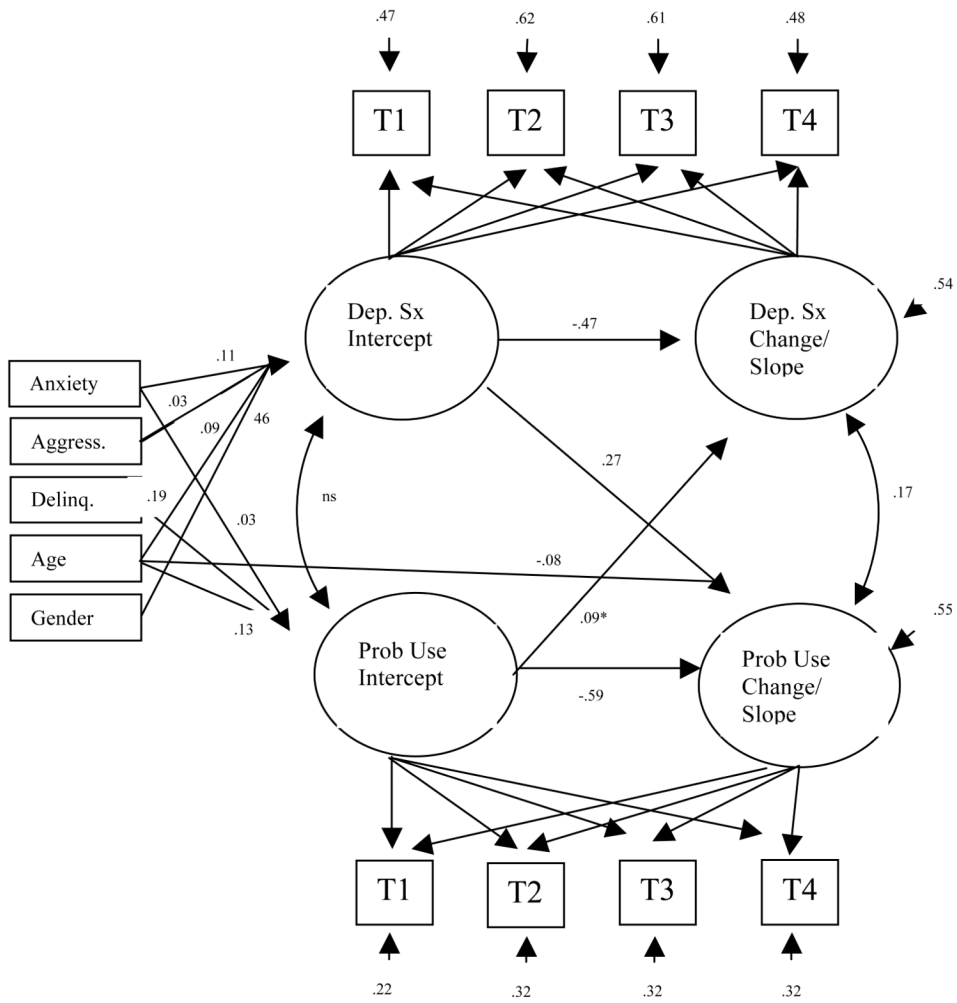 .47
.62
.61
.48
T1
T2
T3
T4
Dep. Sx
Intercept
Dep. Sx
Change/
Slope
.54
-.47
Anxiety
Aggress.
Delinq.
Age
Gender
.11
.03
.09
46
.19
.03
ns
.27
.17
-.08
.13
.09*
.55
Prob Use
Intercept
Prob Use
Change/
Slope
-.59
T1
T2
T3
T4
.22
.32
.32
.32